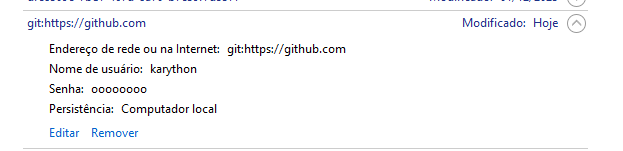 git:https://github.com Modificado: Hoje
Endereço de rede ou na Internet: git:https://github.com
Nome de usuário: karython
Senha: oooooooo
Persistência: Computador local
Editar Remover